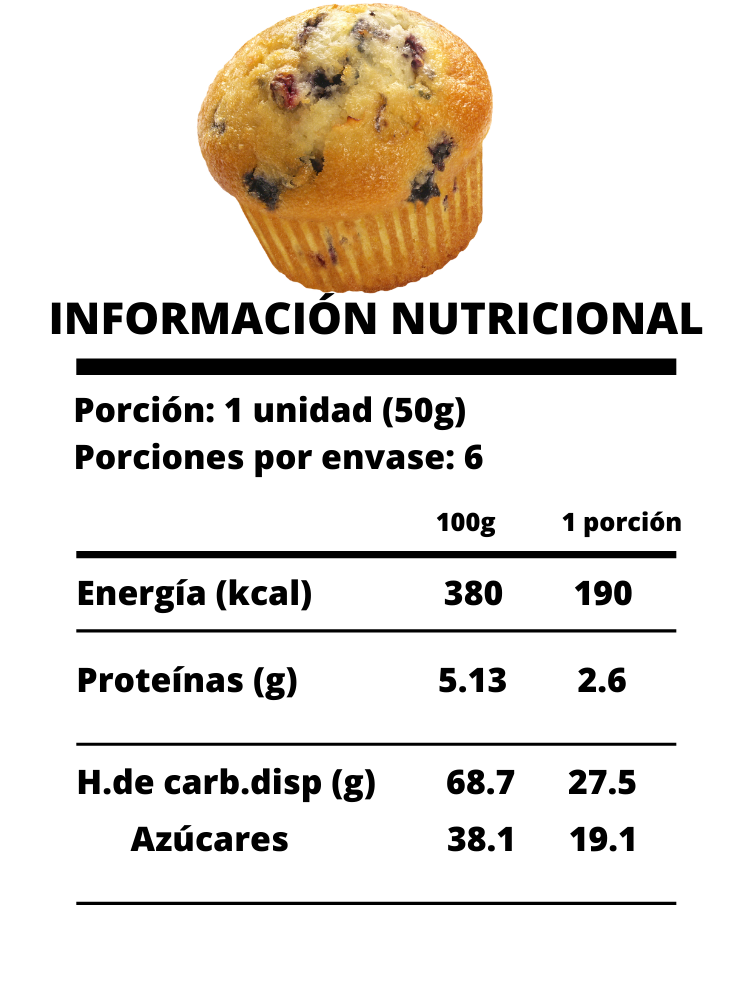 INFORMACIÓN NUTRICIONAL
Porción: 1 unidad (50g)
Porciones por envase: 6
100g 1 porción
Energía (kcal) 380 190
Proteínas (g) 5.13 2.6
H.de carb.disp (g) 68.7 27.5
Azúcares 38.1 19.1